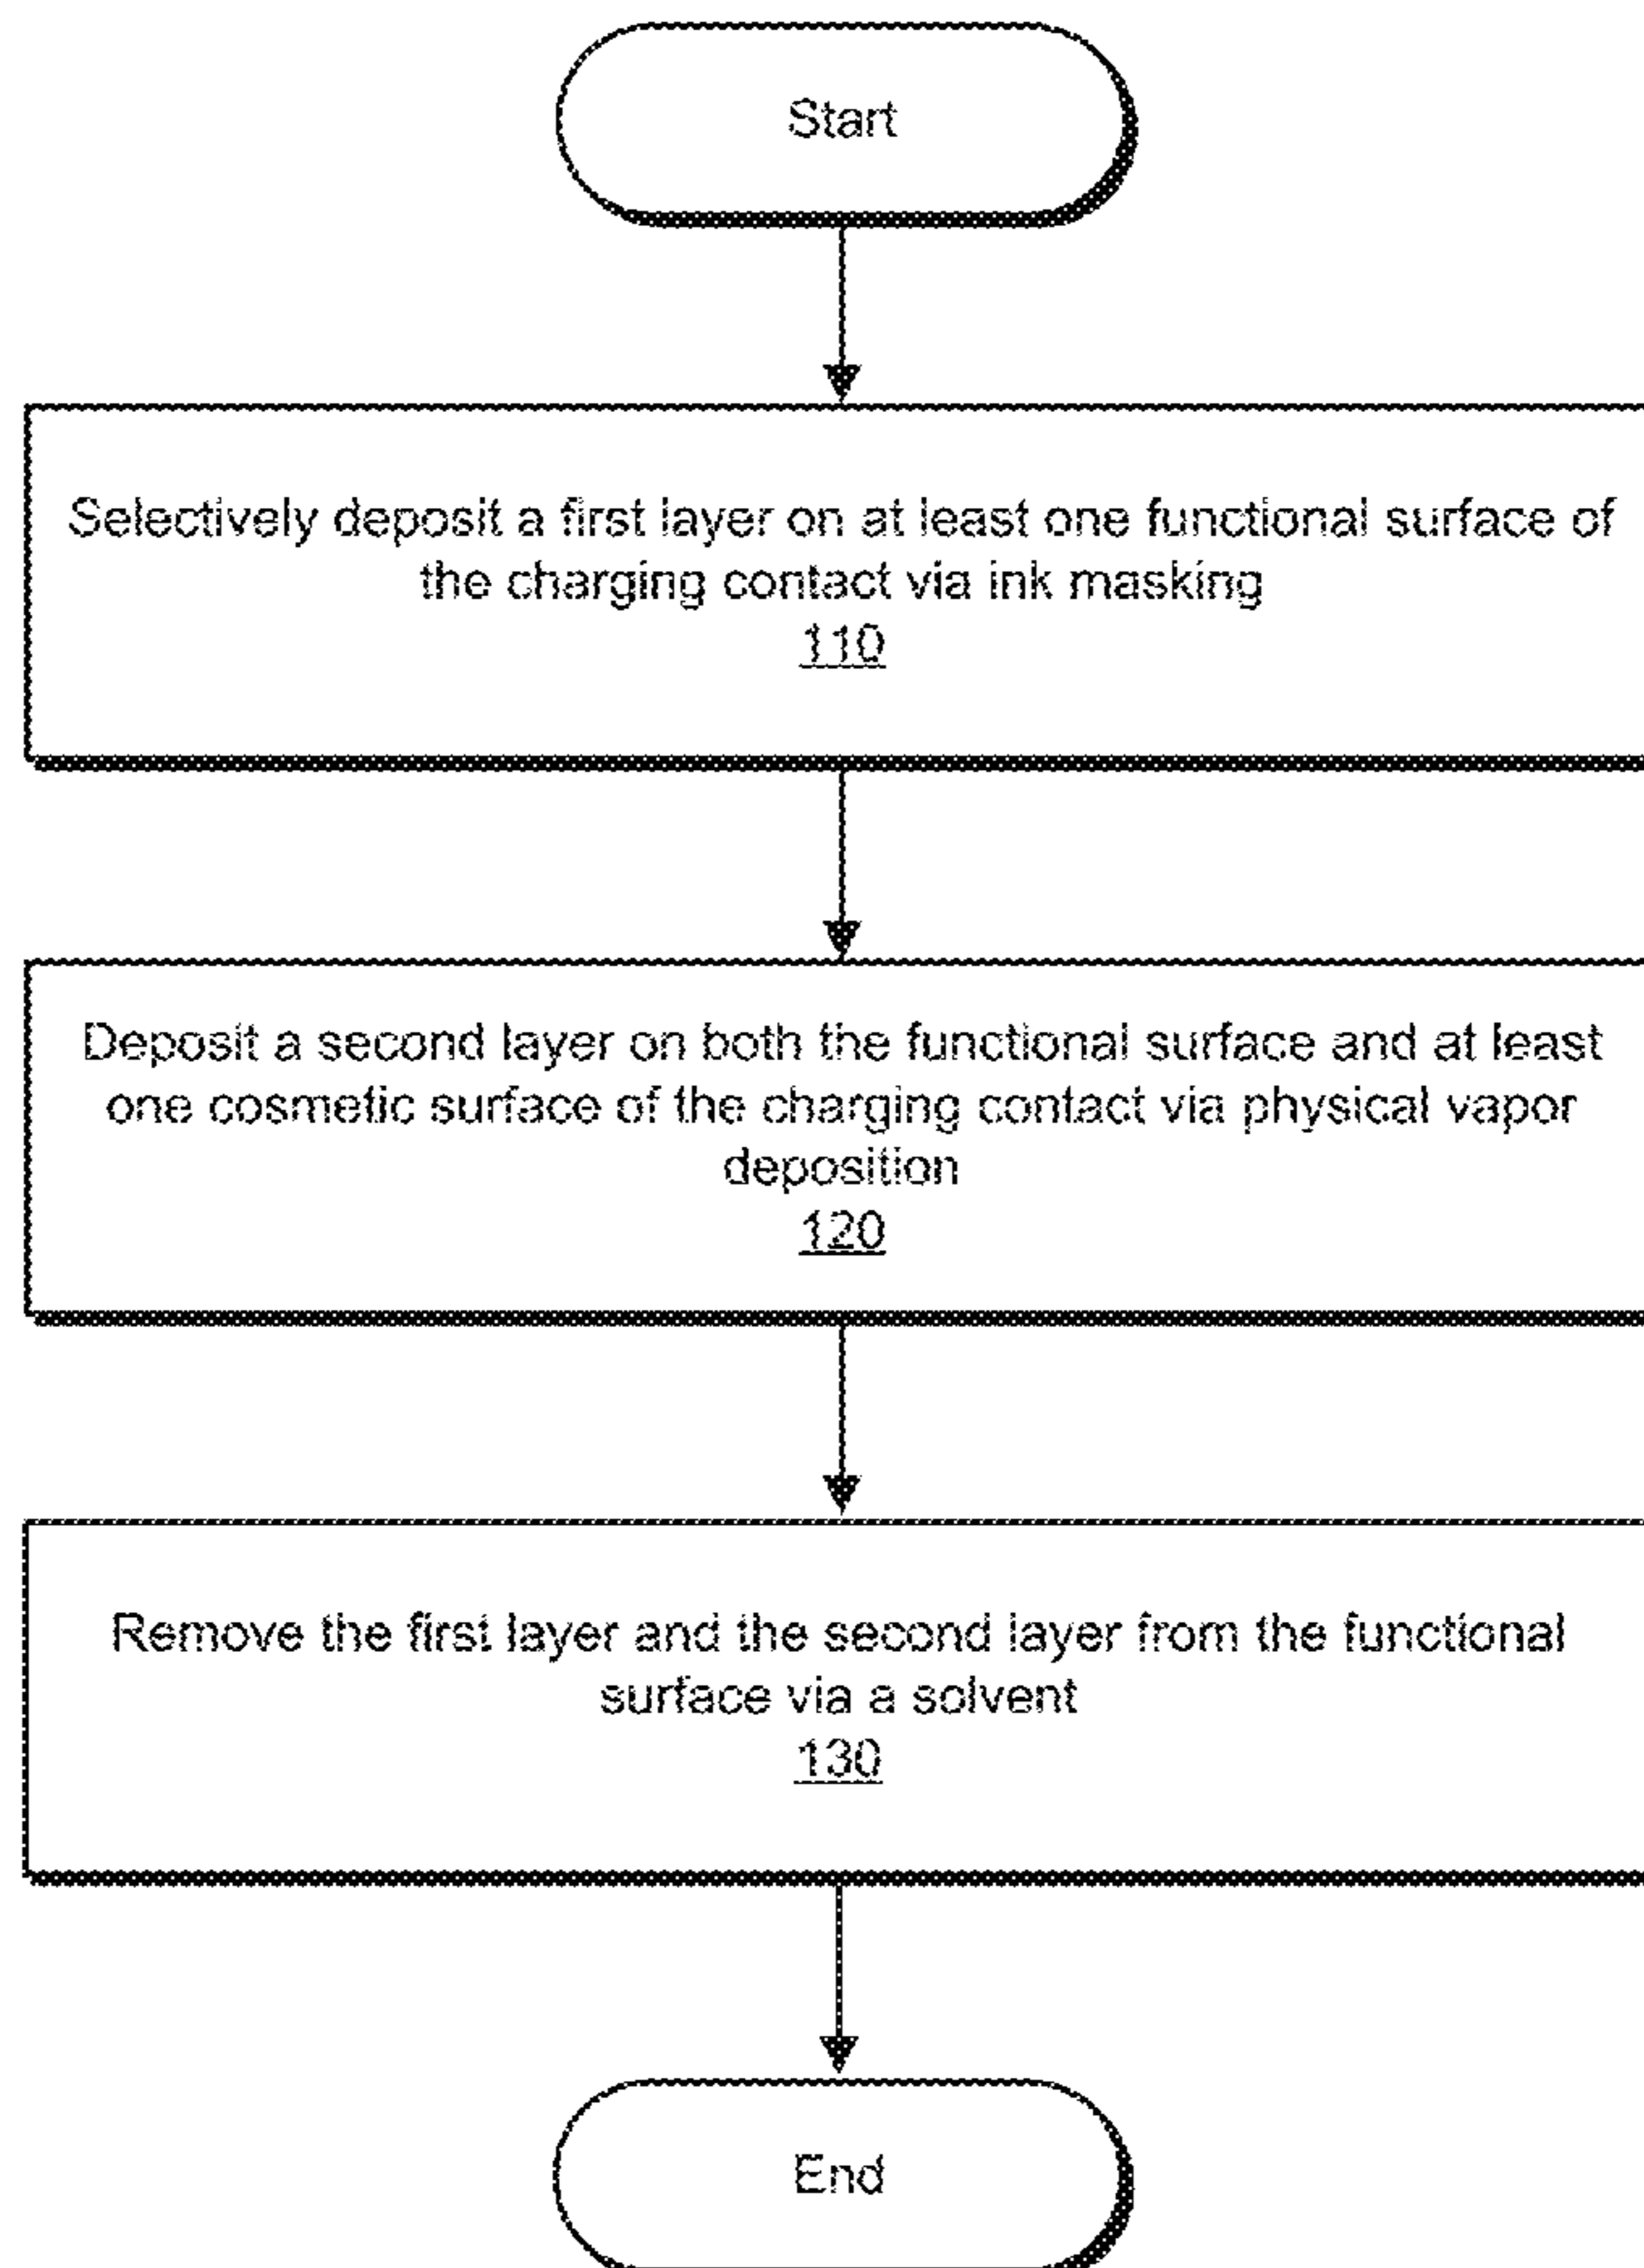 Start
Selectively deposit a first layer on at least one functional surface of
the charging contact via ink masking
110
Deposit a second layer on both the functional surface and at least
one cosmetic surface of the charging contact via physical vapor
deposition
120
Remove the first layer and the second layer from the functional
surface via a solvent
130
End